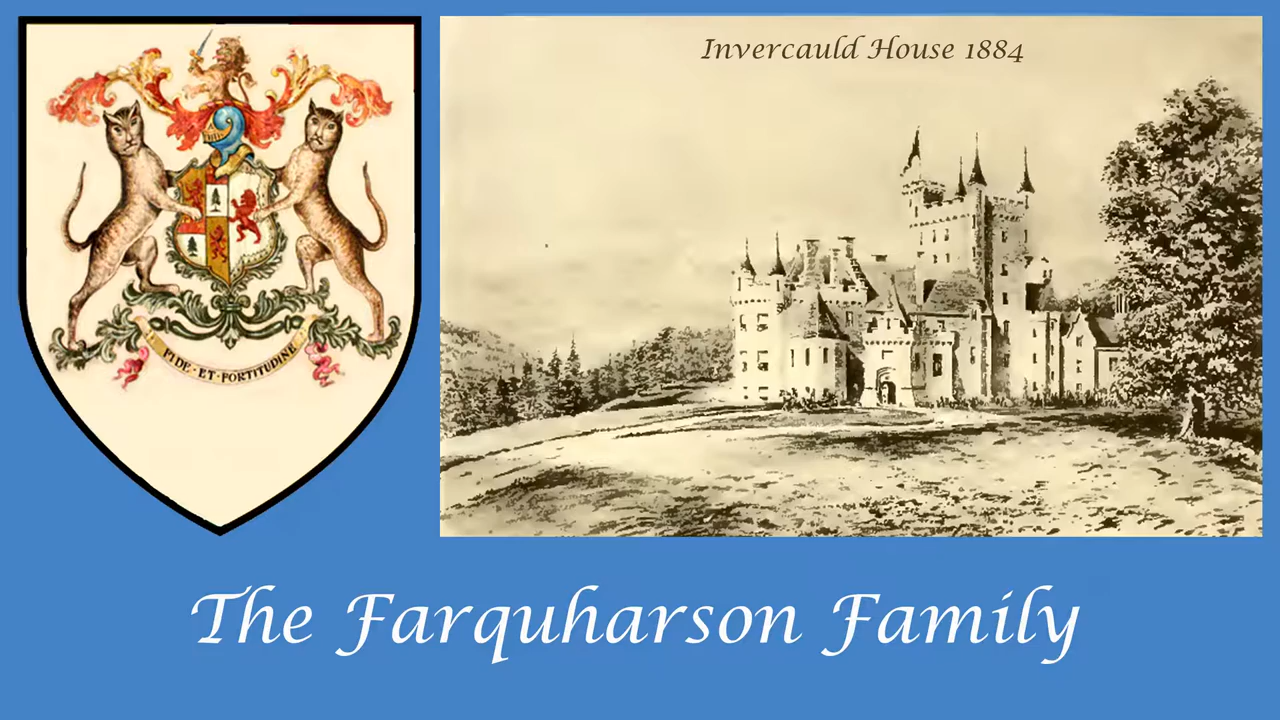 Invercauld House 1884
FIDE · ET · FORTITUDINE
The Farquharson Family